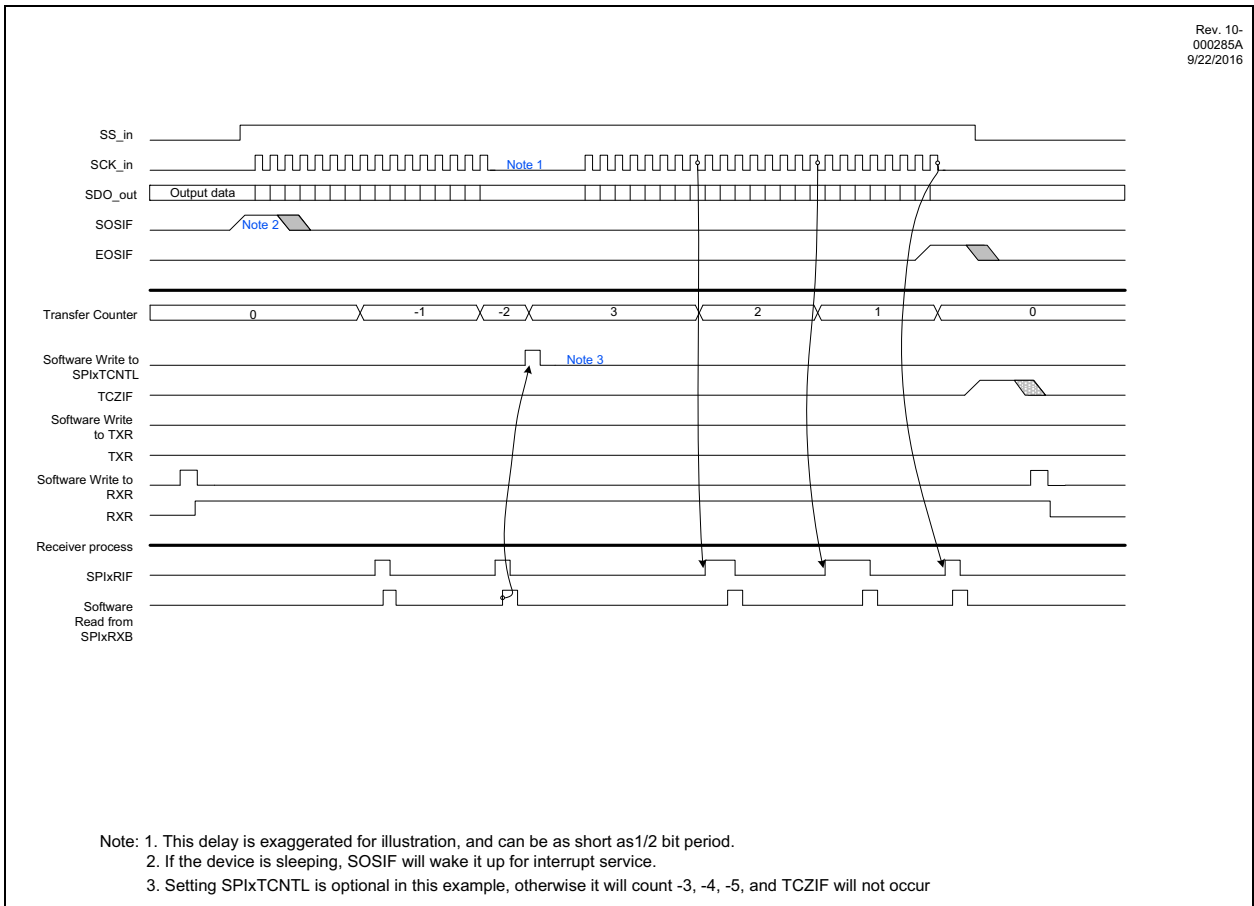 Rev. 10-
000285A
9/22/2016
SS_in
SCK_in
Note 1
SDO_out
Output data
SOSIF
Note 2
EOSIF
Transfer Counter
0
-1
-2
3
2
1
0
Software Write to
SPIxTCNTL
Note 3
TCZIF
Software Write
to TXR
TXR
Software Write to
RXR
RXR
Receiver process
SPIxRIF
Software
Read from
SPIxRXB
Note: 1. This delay is exaggerated for illustration, and can be as short as1/2 bit period.
2. If the device is sleeping, SOSIF will wake it up for interrupt service.
3. Setting SPIxTCNTL is optional in this example, otherwise it will count -3, -4, -5, and TCZIF will not occur